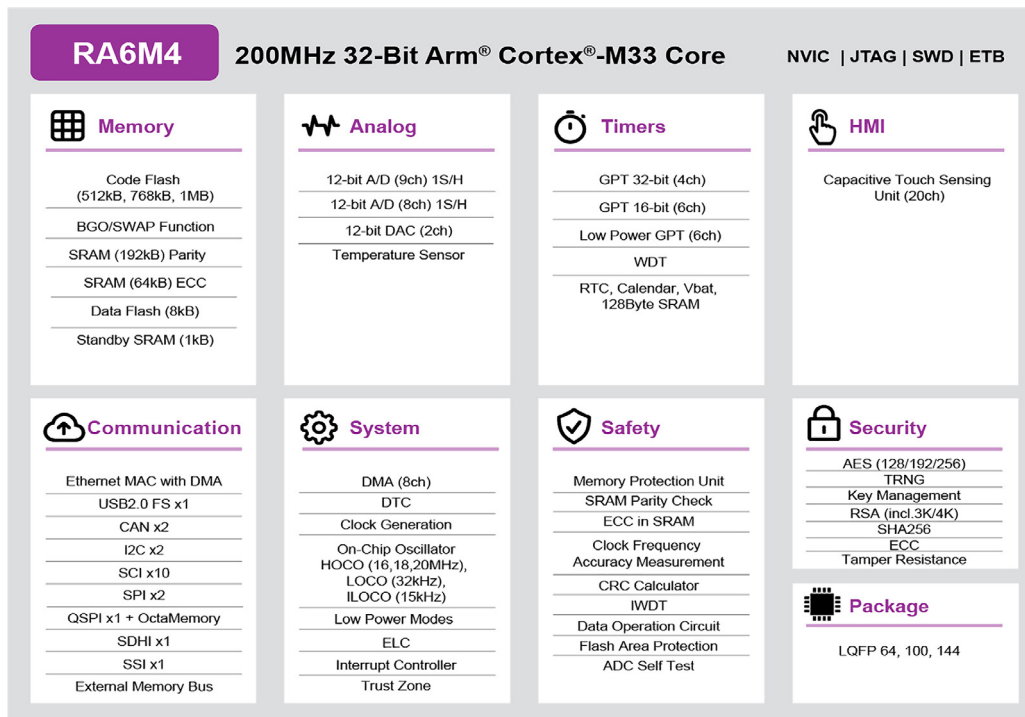 RA6M4
200MHz 32-Bit Arm® Cortex®-M33 Core
NVIC | JTAG | SWD | ETB
Memory
Code Flash
(512kB, 768kB, 1MB)
BGO/SWAP Function
SRAM (192kB) Parity
SRAM (64kB) ECC
Data Flash (8kB)
Standby SRAM (1kB)
Analog
12-bit A/D (9ch) 1S/H
12-bit A/D (8ch) 1S/H
12-bit DAC (2ch)
Temperature Sensor
Timers
GPT 32-bit (4ch)
GPT 16-bit (6ch)
Low Power GPT (6ch)
WDT
RTC, Calendar, Vbat,
128Byte SRAM
HMI
Capacitive Touch Sensing
Unit (20ch)
Communication
Ethernet MAC with DMA
USB2.0 FS x1
CAN x2
I2C x2
SCI x10
SPI x2
QSPI x1 + OctaMemory
SDHI x1
SSI x1
External Memory Bus
System
DMA (8ch)
DTC
Clock Generation
On-Chip Oscillator
HOCO (16,18,20MHz),
LOCO (32kHz),
ILOCO (15kHz)
Low Power Modes
ELC
Interrupt Controller
Trust Zone
Safety
Memory Protection Unit
SRAM Parity Check
ECC in SRAM
Clock Frequency
Accuracy Measurement
CRC Calculator
IWDT
Data Operation Circuit
Flash Area Protection
ADC Self Test
Security
AES (128/192/256)
TRNG
Key Management
RSA (incl.3K/4K)
SHA256
ECC
Tamper Resistance
Package
LQFP 64, 100, 144